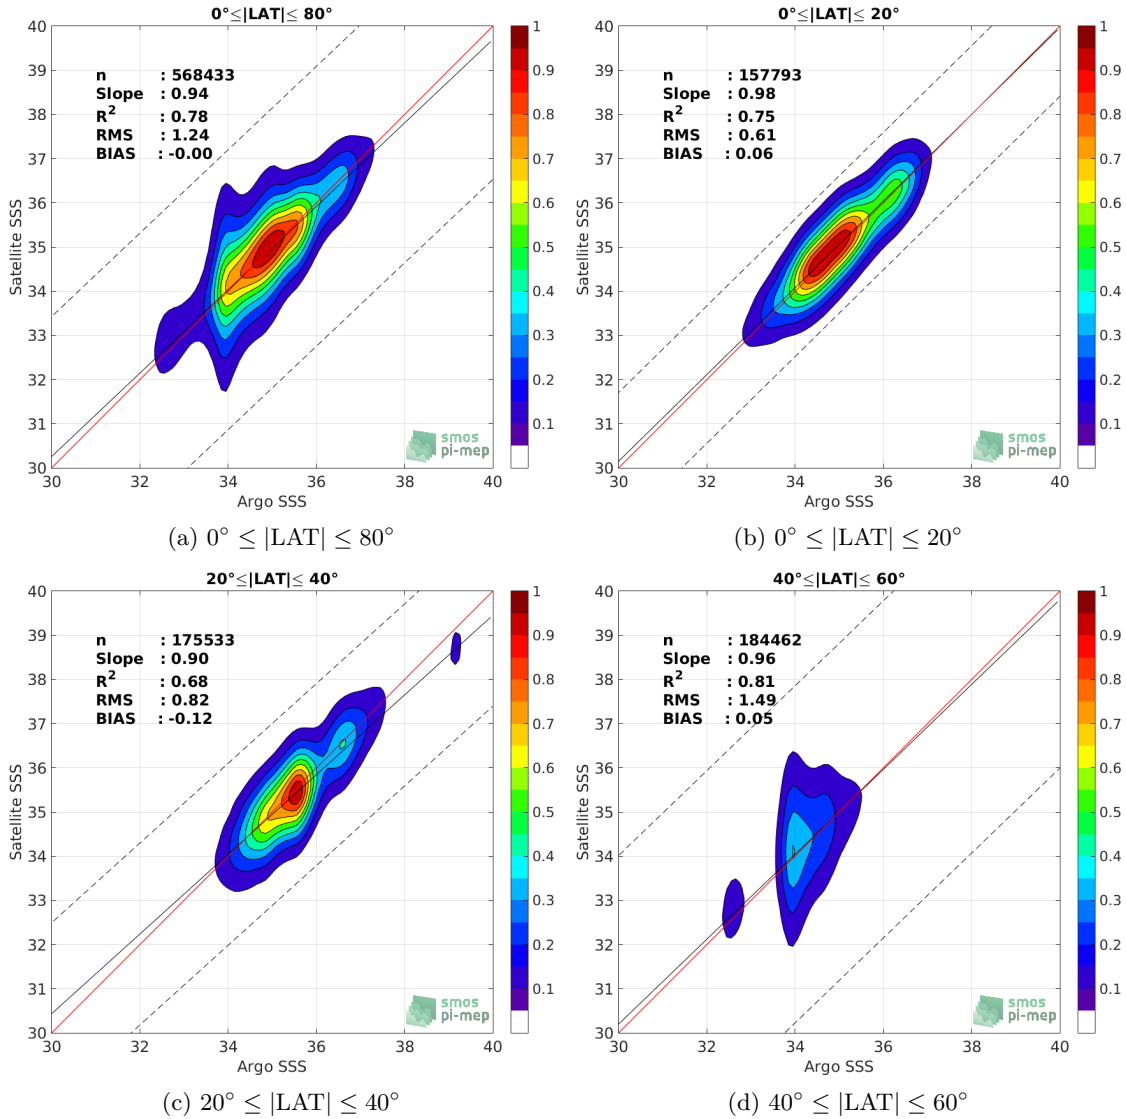 0°≤|LAT|≤ 80°
n : 568433
Slope : 0.94
R² : 0.78
RMS : 1.24
BIAS : -0.00
40
39
38
37
36
35
34
33
32
31
30
30 32 34 36 38 40
Satellite SSS
Argo SSS
1
0.9
0.8
0.7
0.6
0.5
0.4
0.3
0.2
0.1
smos
pi-mep
(a) 0° ≤ |LAT| ≤ 80°
0°≤|LAT|≤ 20°
n : 157793
Slope : 0.98
R² : 0.75
RMS : 0.61
BIAS : 0.06
40
39
38
37
36
35
34
33
32
31
30
30 32 34 36 38 40
Satellite SSS
Argo SSS
1
0.9
0.8
0.7
0.6
0.5
0.4
0.3
0.2
0.1
smos
pi-mep
(b) 0° ≤ |LAT| ≤ 20°
20°≤|LAT|≤ 40°
n : 175533
Slope : 0.90
R² : 0.68
RMS : 0.82
BIAS : -0.12
40
39
38
37
36
35
34
33
32
31
30
30 32 34 36 38 40
Satellite SSS
Argo SSS
1
0.9
0.8
0.7
0.6
0.5
0.4
0.3
0.2
0.1
smos
pi-mep
(c) 20° ≤ |LAT| ≤ 40°
40°≤|LAT|≤ 60°
n : 184462
Slope : 0.96
R² : 0.81
RMS : 1.49
BIAS : 0.05
40
39
38
37
36
35
34
33
32
31
30
30 32 34 36 38 40
Satellite SSS
Argo SSS
1
0.9
0.8
0.7
0.6
0.5
0.4
0.3
0.2
0.1
smos
pi-mep
(d) 40° ≤ |LAT| ≤ 60°